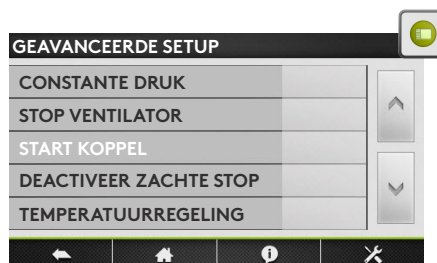 GEAVANCEERDE SETUP
CONSTANTE DRUK
STOP VENTILATOR
START KOPPEL
DEACTIVEER ZACHTE STOP
TEMPERATUURREGELING